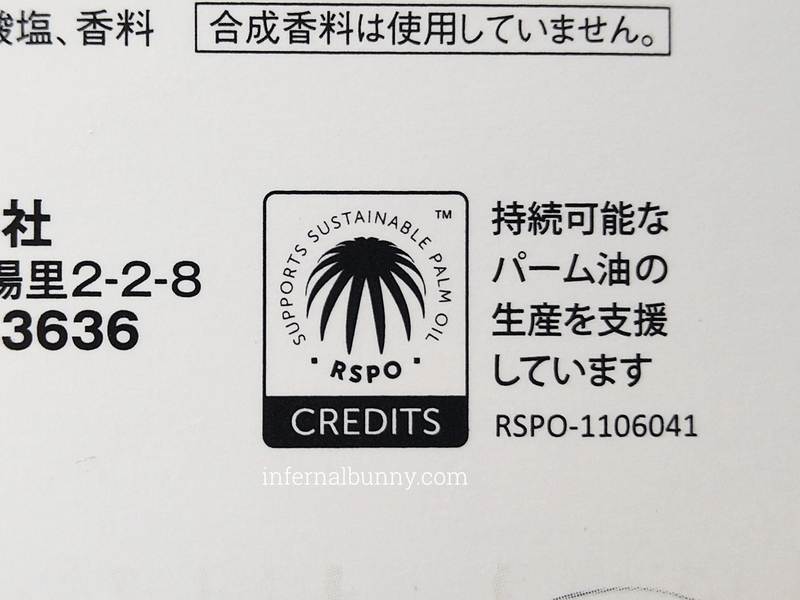 酸塩、香料
合成香料は使用していません。
社
湯里2-2-8
3636
SUPPORTS SUSTAINABLE PALM OIL
TM
RSPO
CREDITS
持続可能な
パーム油の
生産を支援
しています
RSPO-1106041
infernalbunny.com